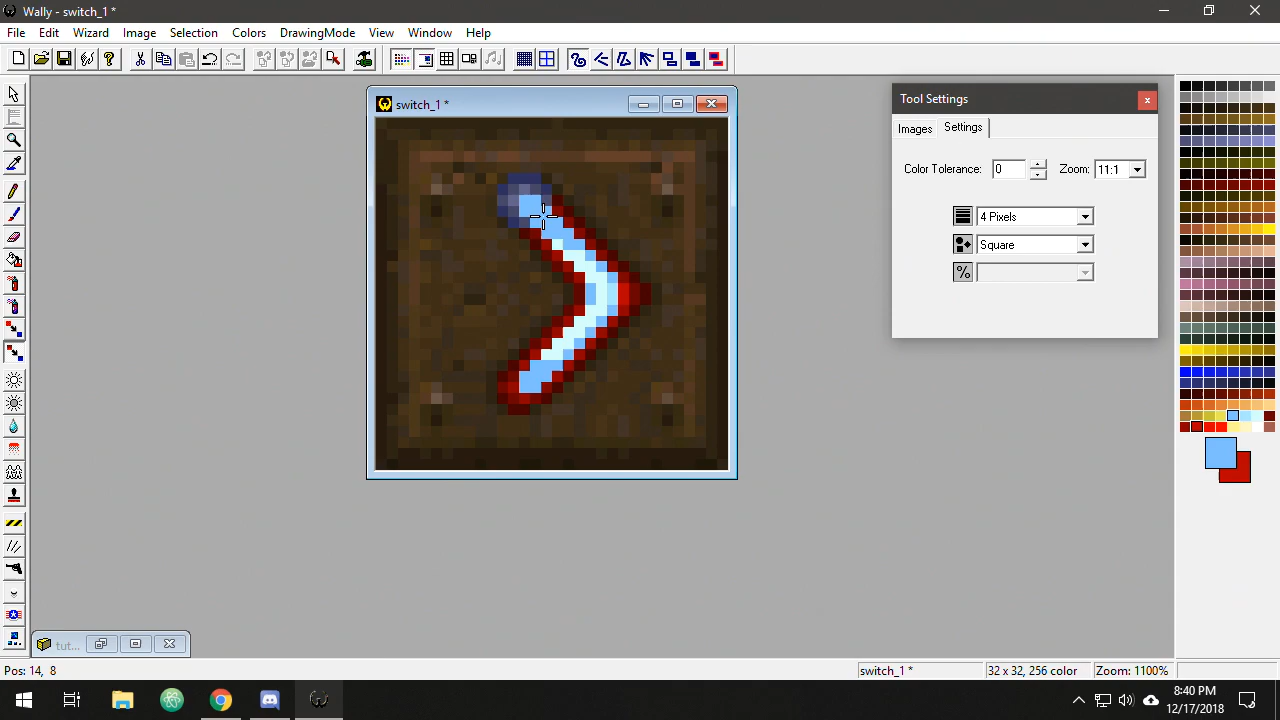 Wally - switch_1 *
File Edit Wizard Image Selection Colors DrawingMode View Window Help
switch_1 *
Tool Settings
Images Settings
Color Tolerance: 0 Zoom: 11:1
4 Pixels
Square
%
tut...
Pos: 14, 8
switch_1 * 32 x 32, 256 color Zoom: 1100%
8:40 PM
12/17/2018